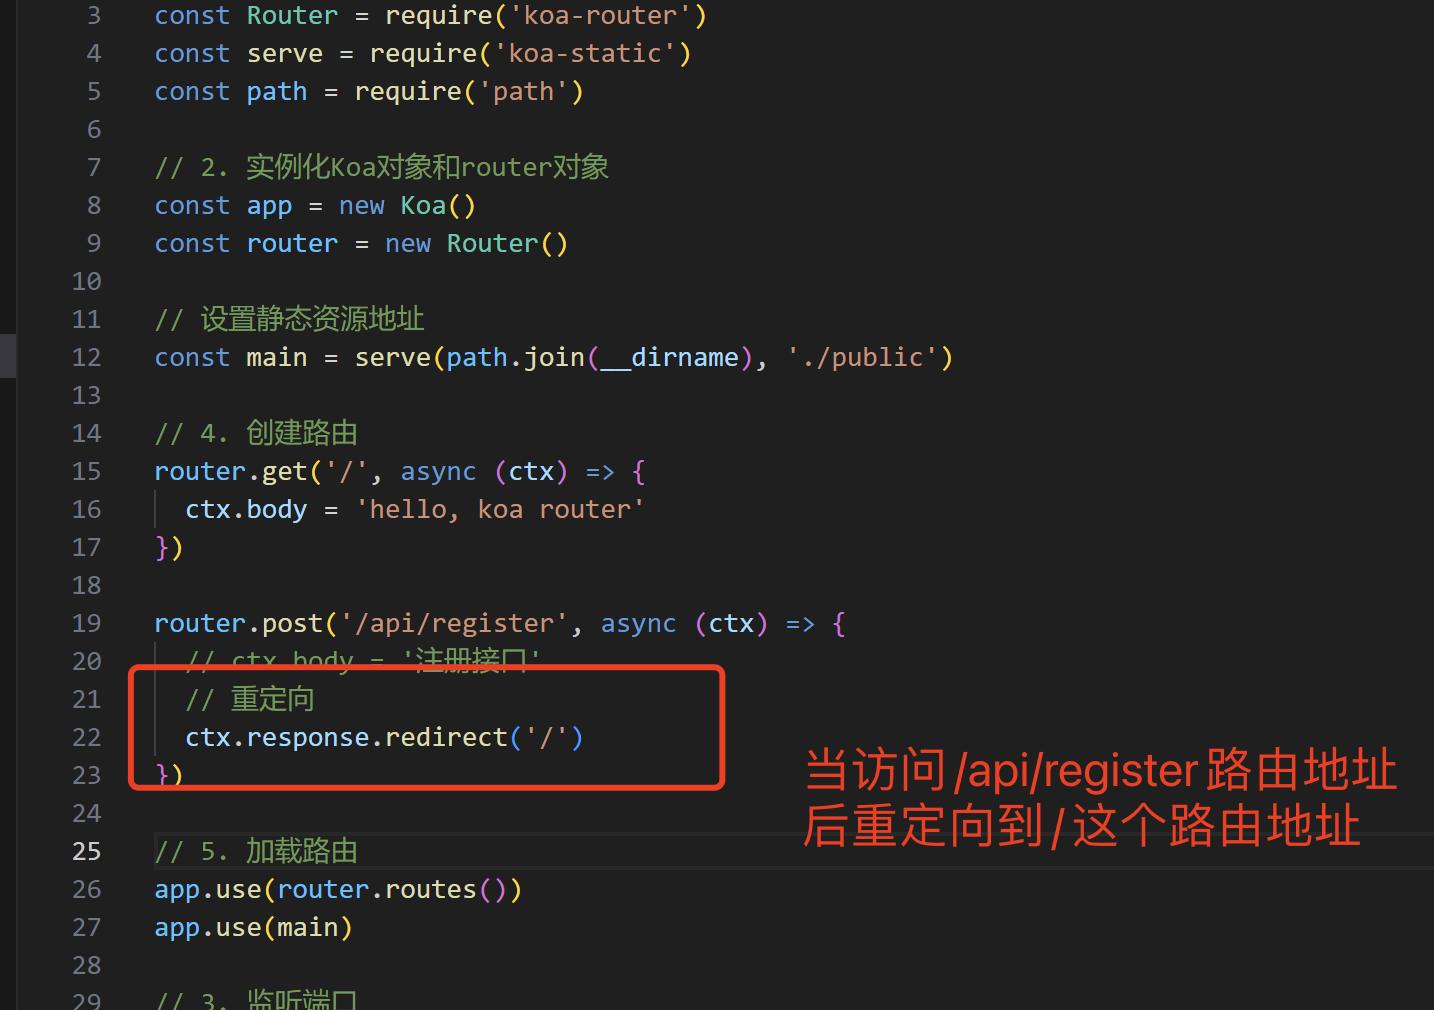 3 const Router = require('koa-router')
4 const serve = require('koa-static')
5 const path = require('path')
6
7 // 2. 实例化Koa对象和router对象
8 const app = new Koa()
9 const router = new Router()
10
11 // 设置静态资源地址
12 const main = serve(path.join(__dirname), './public')
13
14 // 4. 创建路由
15 router.get('/', async (ctx) => {
16 ctx.body = 'hello, koa router'
17 })
18
19 router.post('/api/register', async (ctx) => {
20 // ctx.body = '注册接口'
21 // 重定向
22 ctx.response.redirect('/')
23 })
当访问/api/register路由地址
后重定向到/这个路由地址
24
25 // 5. 加载路由
26 app.use(router.routes())
27 app.use(main)
28
29 // 3. 监听端口